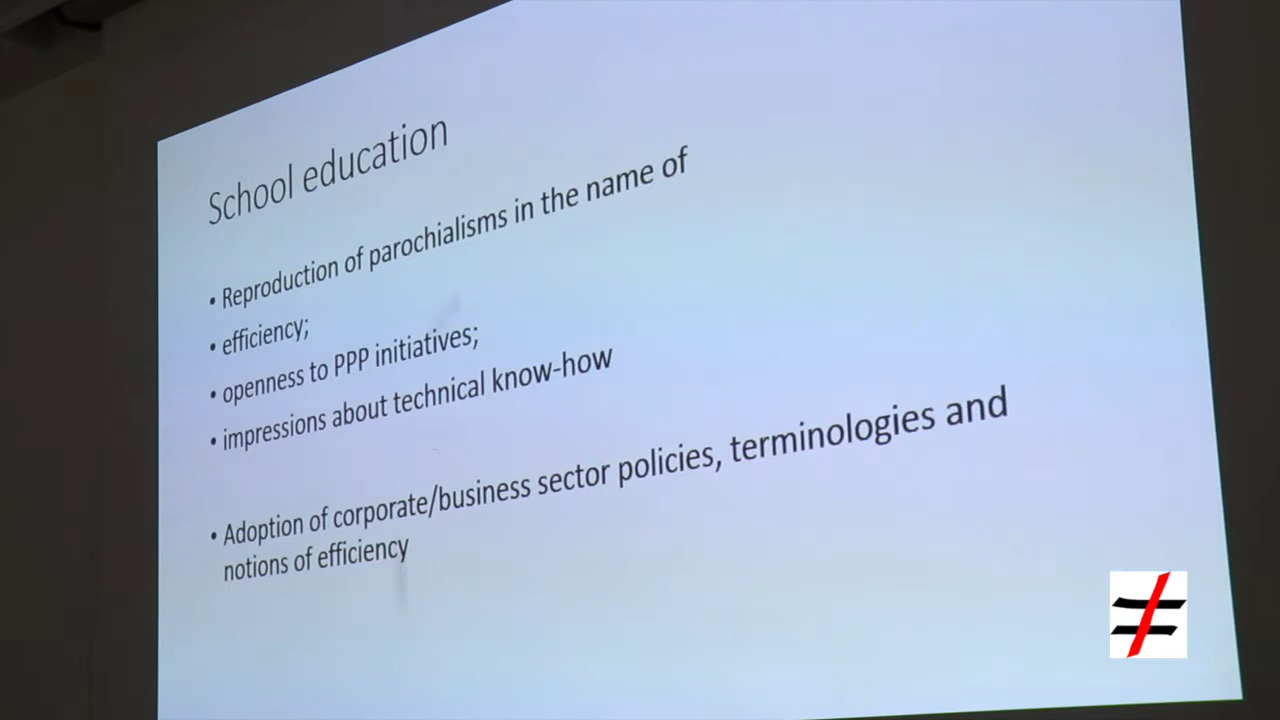 School education
• Reproduction of parochialisms in the name of
• efficiency;
• openness to PPP initiatives;
• impressions about technical know-how
• Adoption of corporate/business sector policies, terminologies and
notions of efficiency